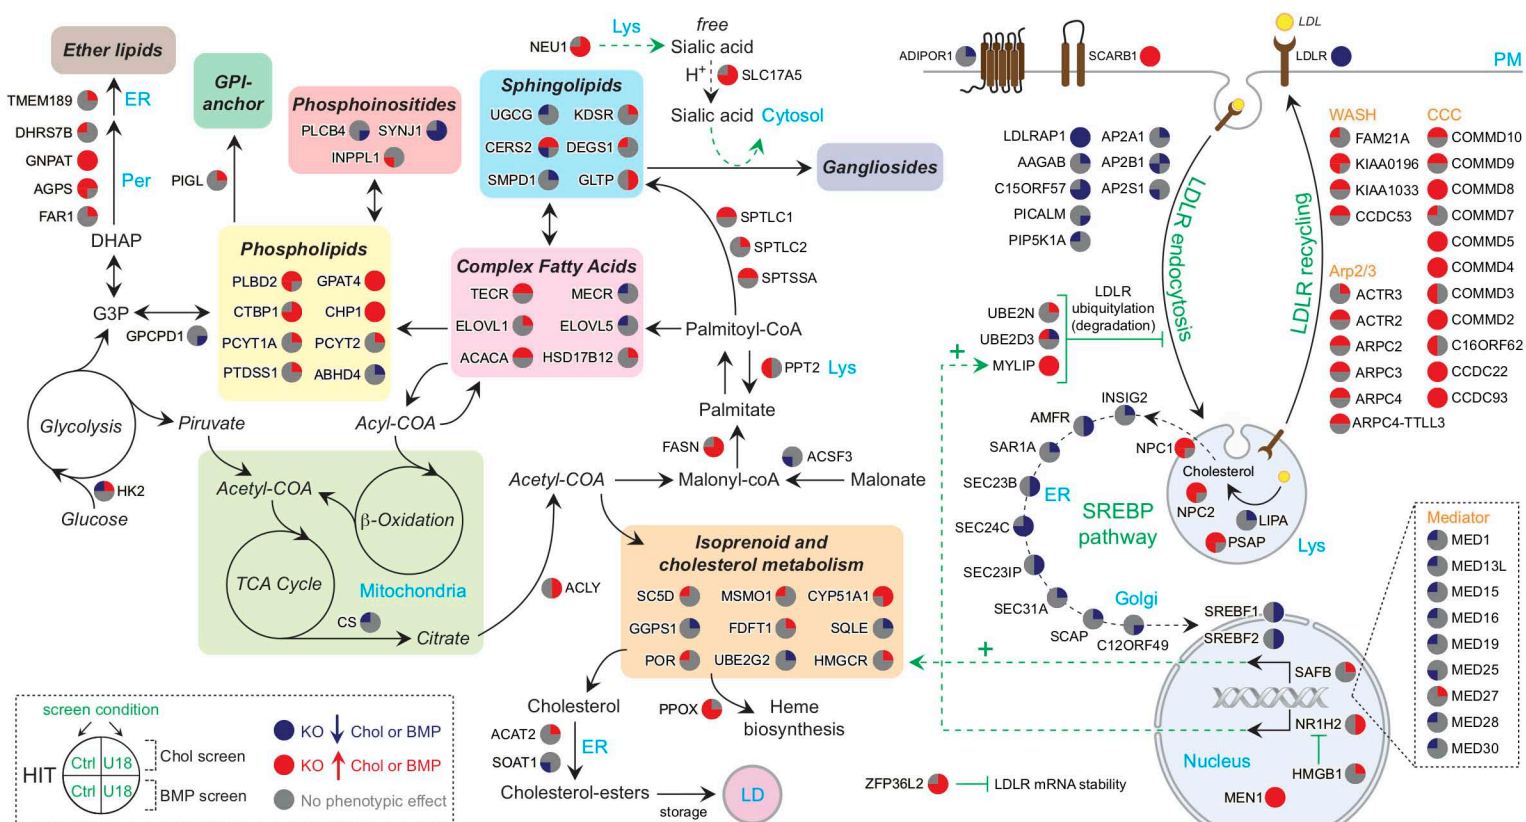 Ether lipids
TMEM189
ER
DHRS7B
GNPAT
AGPS
Per
FAR1
DHAP
G3P
GPCPD1
GPI-
anchor
PIGL
Phosphoinositides
PLCB4 SYNJ1
INPPL1
Phospholipids
PLBD2 GPAT4
CTBP1 CHP1
PCYT1A PCYT2
PTDSS1 ABHD4
NEU1
Lys
free
Sialic acid
H+
SLC17A5
Sialic acid
Cytosol
Sphingolipids
UGCG KDSR
CERS2 DEGS1
SMPD1 GLTP
Gangliosides
SPTLC1
SPTLC2
SPTSSA
Complex Fatty Acids
TECR MECR
ELOVL1 ELOVL5
ACACA HSD17B12
Palmitoyl-CoA
PPT2
Lys
Palmitate
FASN
ACSF3
Acetyl-COA
Malonyl-coA
Malonate
Glycolysis
Piruvate
HK2
Glucose
Acyl-COA
Acetyl-COA
β-Oxidation
TCA Cycle
Mitochondria
CS
Citrate
ACLY
Isoprenoid and
cholesterol metabolism
SC5D MSMO1 CYP51A1
GGPS1 FDFT1 SQLE
POR UBE2G2 HMGCR
Cholesterol
PPOX
Heme
biosynthesis
ACAT2
ER
SOAT1
Cholesterol-esters
storage
LD
screen condition
HIT
Ctrl U18
Ctrl U18
Chol screen
BMP screen
KO Chol or BMP
KO Chol or BMP
No phenotypic effect
ADIPOR1
SCARB1
LDL
LDLR
PM
LDLRAP1 AP2A1
AAGAB AP2B1
C15ORF57 AP2S1
PICALM
PIP5K1A
LDLR endocytosis
LDLR recycling
WASH
FAM21A
KIAA0196
KIAA1033
CCDC53
Arp2/3
ACTR3
ACTR2
ARPC2
ARPC3
ARPC4
ARPC4-TTLL3
CCC
COMMD10
COMMD9
COMMD8
COMMD7
COMMD5
COMMD4
COMMD3
COMMD2
C16ORF62
CCDC22
CCDC93
UBE2N
UBE2D3
MYLIP
+
LDLR
ubiquitylation
(degradation)
INSIG2
AMFR
SAR1A
SEC23B
ER
SEC24C
SEC23IP
SEC31A
SCAP
Golgi
C12ORF49
SREBP
pathway
NPC1
Cholesterol
NPC2
LIPA
PSAP
Lys
SREBF1
SREBF2
+
SAFB
NR1H2
Nucleus
HMGB1
MEN1
ZFP36L2
LDLR mRNA stability
Mediator
MED1
MED13L
MED15
MED16
MED19
MED25
MED27
MED28
MED30